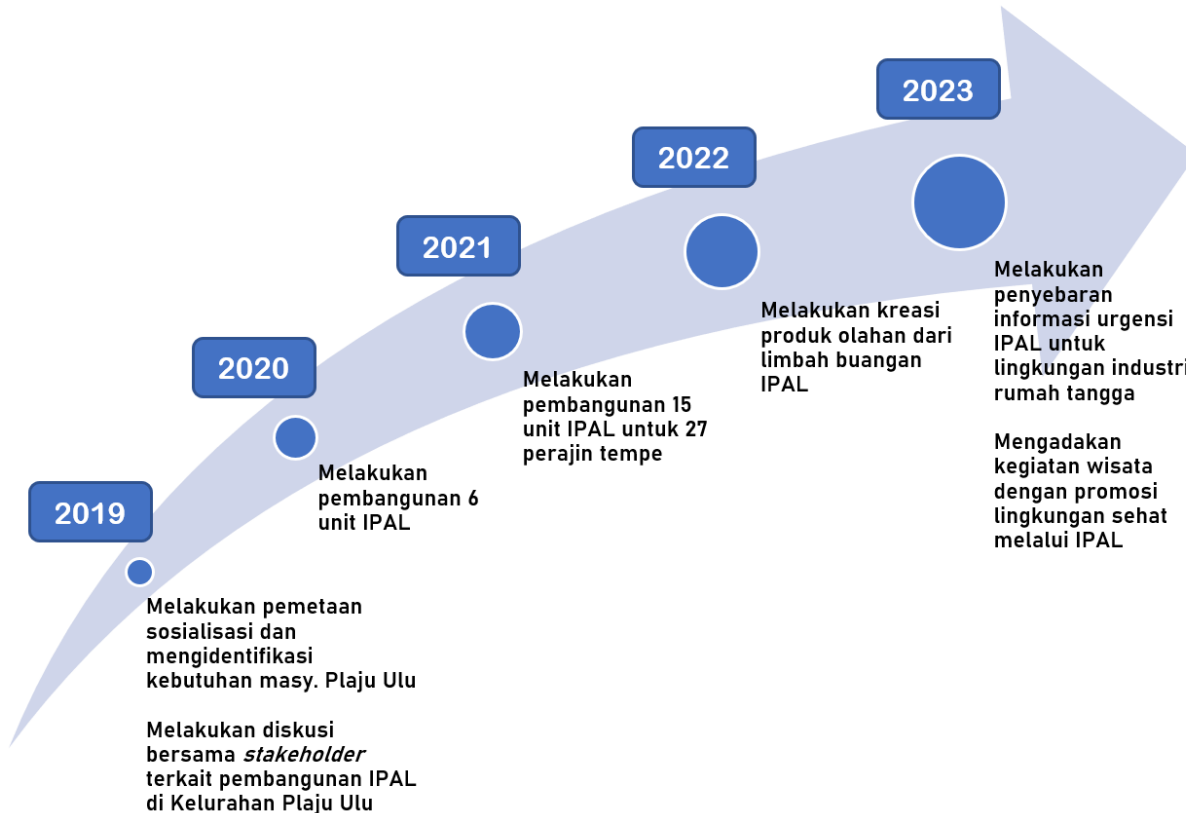 2019
Melakukan pemetaan
sosialisasi dan
mengidentifikasi
kebutuhan masy. Plaju Ulu
Melakukan diskusi
bersama stakeholder
terkait pembangunan IPAL
di Kelurahan Plaju Ulu
2020
Melakukan
pembangunan 6
unit IPAL
2021
Melakukan
pembangunan 15
unit IPAL untuk 27
perajin tempe
2022
Melakukan kreasi
produk olahan dari
limbah buangan
IPAL
2023
Melakukan
penyebaran
informasi urgensi
IPAL untuk
lingkungan industri
rumah tangga
Mengadakan
kegiatan wisata
dengan promosi
lingkungan sehat
melalui IPAL